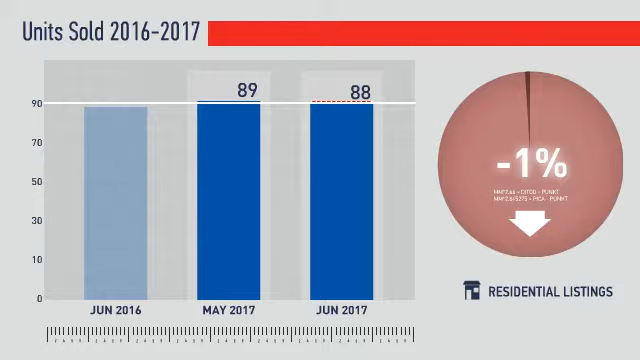 Units Sold 2016-2017
89
88
90
70
50
30
10
0
JUN 2016
MAY 2017
JUN 2017
-1%
RESIDENTIAL LISTINGS